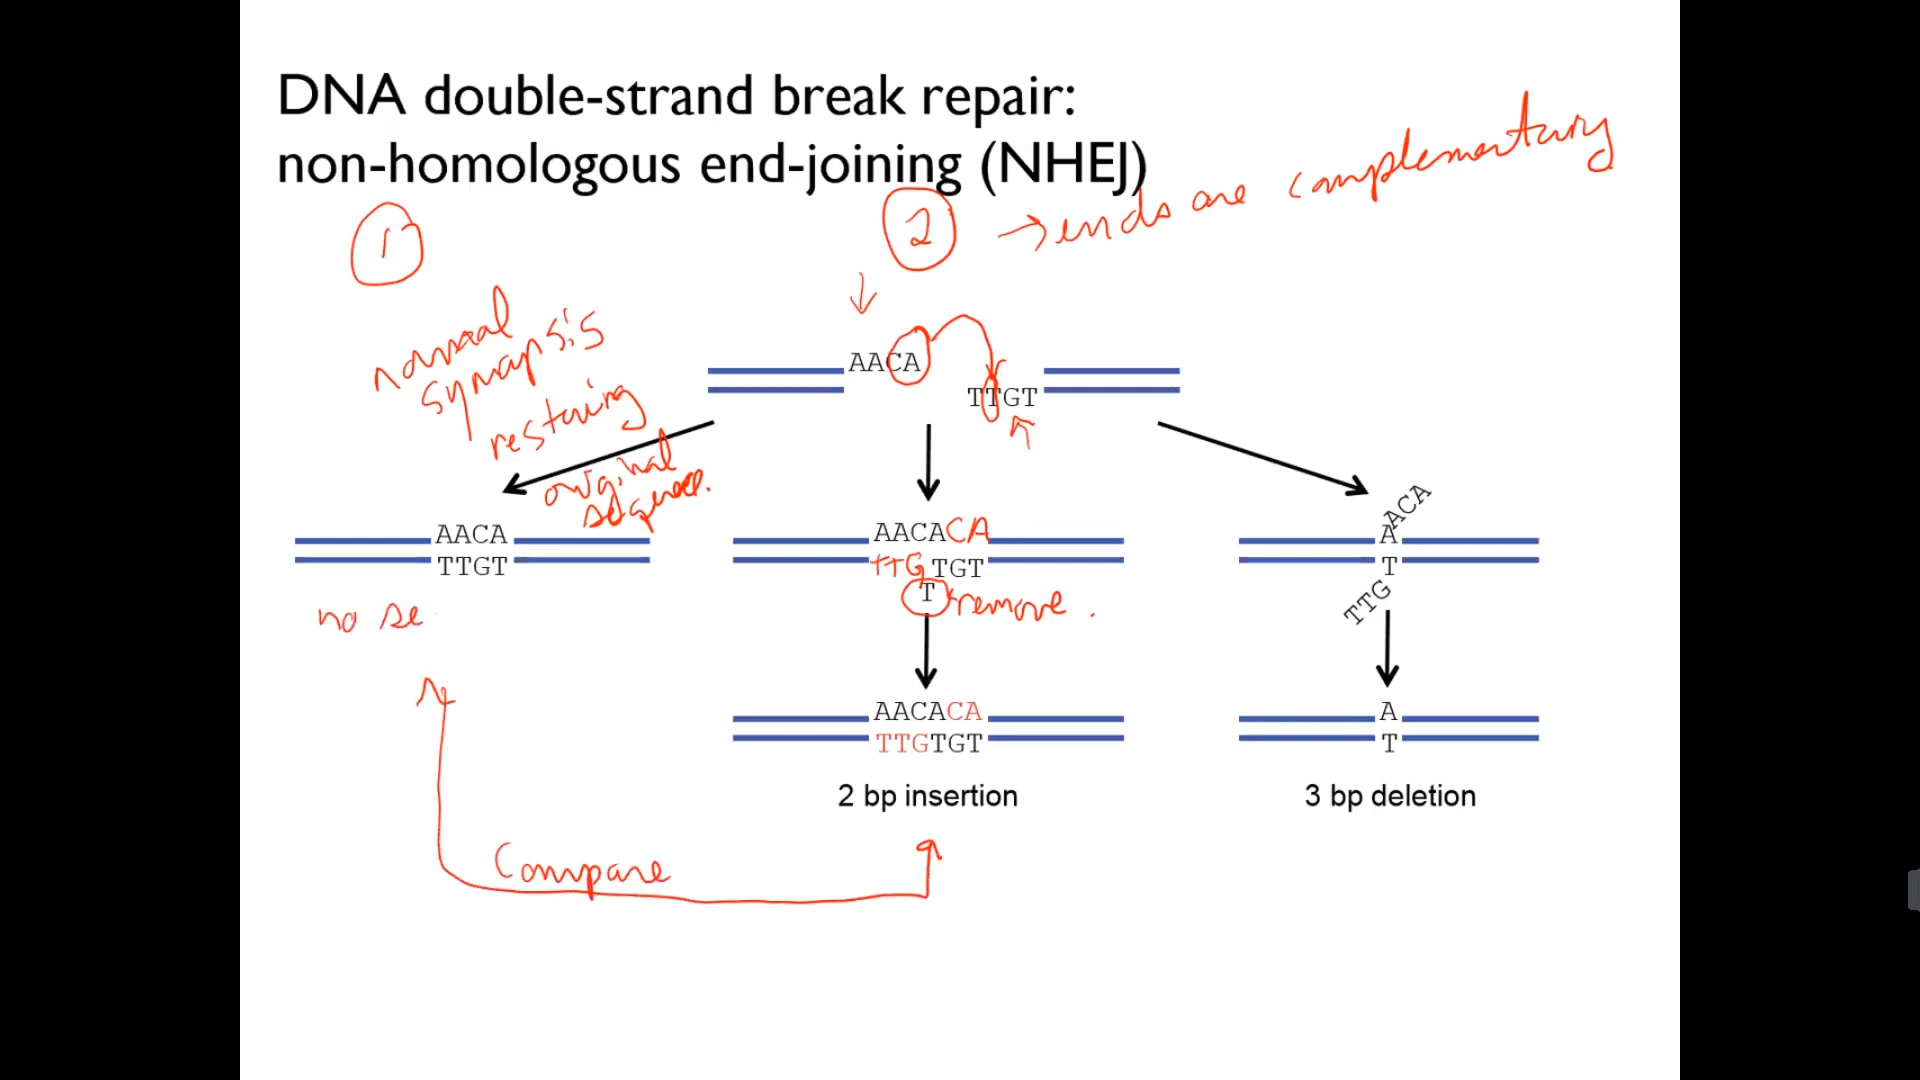 DNA double-strand break repair:
non-homologous end-joining (NHEJ)
1
2
→ ends are complementary
normal
synapsis
restoring
original
sequence.
AACA
TTGT
AACA
TTGT
no se
AACACA
TTG TGT
T
remove.
ACA
A
T
TTG
AACACA
TTGTGT
2 bp insertion
A
T
3 bp deletion
Compare